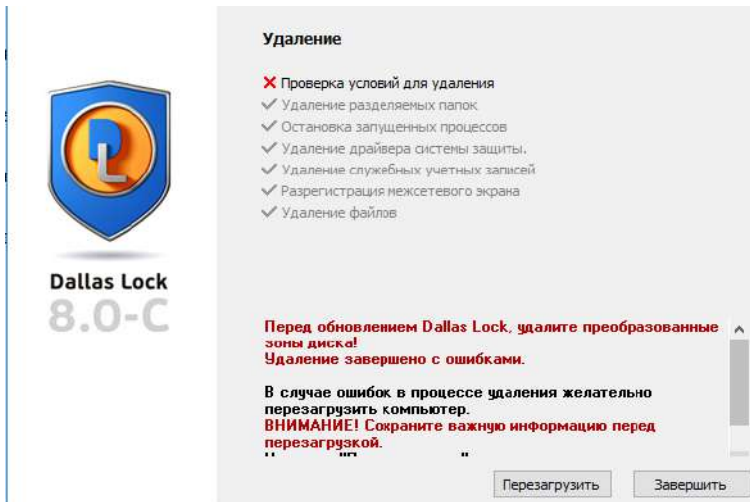 Удаление
Проверка условий для удаления
Удаление разделяемых папок
Остановка запущенных процессов
Удаление драйвера системы защиты.
Удаление служебных учетных записей
Разрегистрация межсетевого экрана
Удаление файлов
DL
Dallas Lock
8.0-C
Перед обновлением Dallas Lock, удалите преобразованные
зоны диска!
Удаление завершено с ошибками.
В случае ошибок в процессе удаления желательно
перезагрузить компьютер.
ВНИМАНИЕ! Сохраните важную информацию перед
перезагрузкой.
Перезагрузить
Завершить